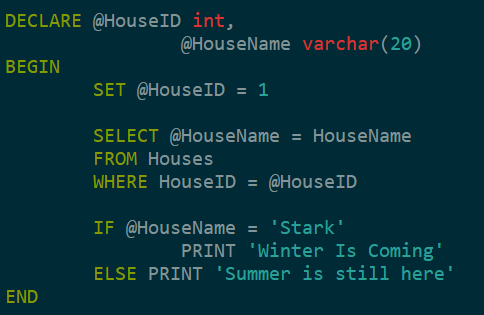 DECLARE @HouseID int,
@HouseName varchar(20)
BEGIN
SET @HouseID = 1
SELECT @HouseName = HouseName
FROM Houses
WHERE HouseID = @HouseID
IF @HouseName = 'Stark'
PRINT 'Winter Is Coming'
ELSE PRINT 'Summer is still here'
END